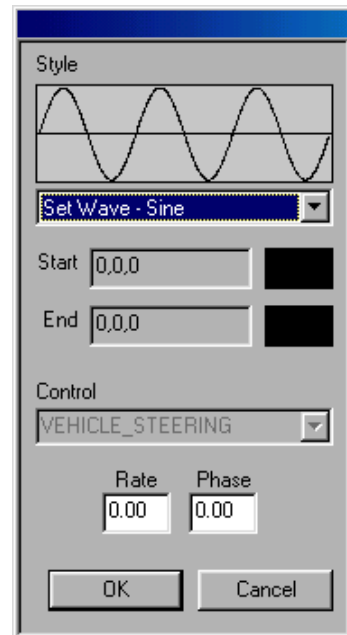 Style
Set Wave - Sine
Start 0,0,0
End 0,0,0
Control
VEHICLE_STEERING
Rate Phase
0.00 0.00
OK Cancel